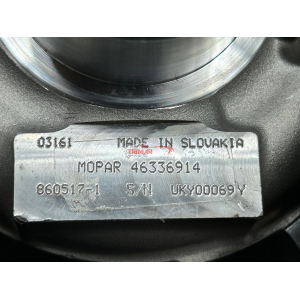 03161 MADE IN SLOVAKIA
MOPAR 46336914
860517-1 S/N UKY00069Y